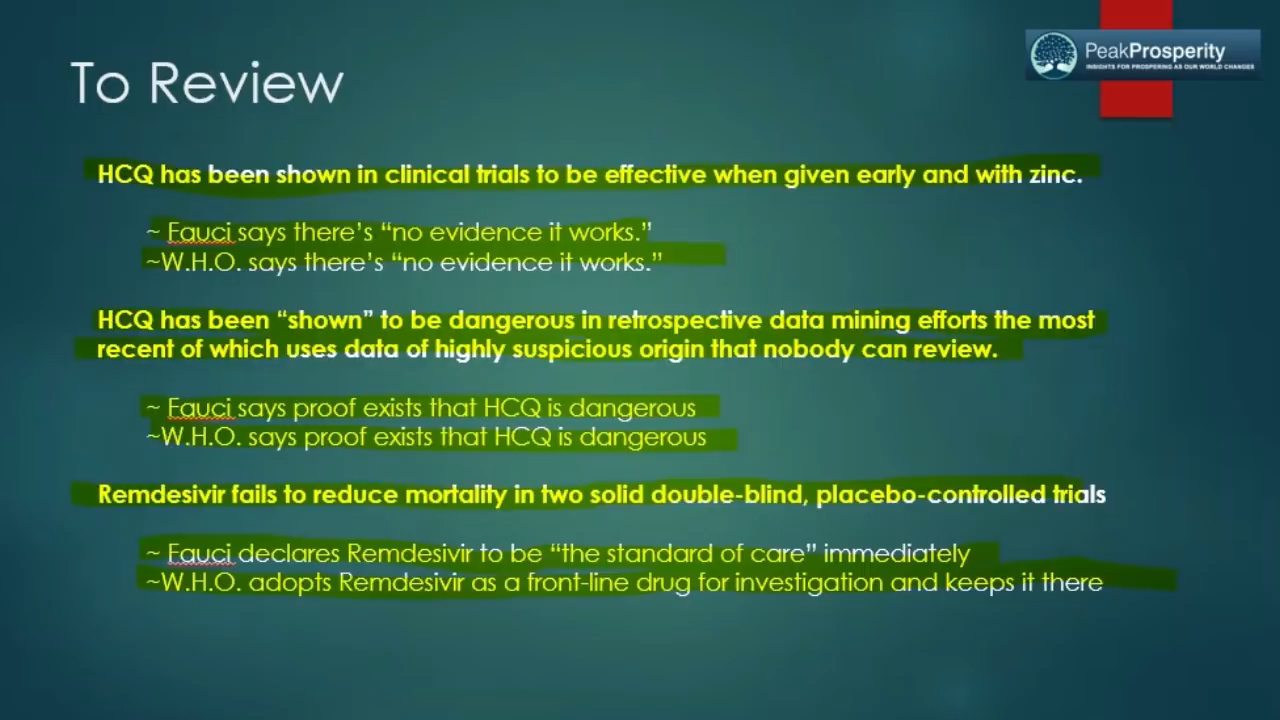 PeakProsperity
INSIGHTS FOR PROSPERING AS OUR WORLD CHANGES
To Review
HCQ has been shown in clinical trials to be effective when given early and with zinc.
~ Fauci says there's “no evidence it works.”
~W.H.O. says there's “no evidence it works.”
HCQ has been “shown” to be dangerous in retrospective data mining efforts the most
recent of which uses data of highly suspicious origin that nobody can review.
~ Fauci says proof exists that HCQ is dangerous
~W.H.O. says proof exists that HCQ is dangerous
Remdesivir fails to reduce mortality in two solid double-blind, placebo-controlled trials
~ Fauci declares Remdesivir to be “the standard of care” immediately
~W.H.O. adopts Remdesivir as a front-line drug for investigation and keeps it there